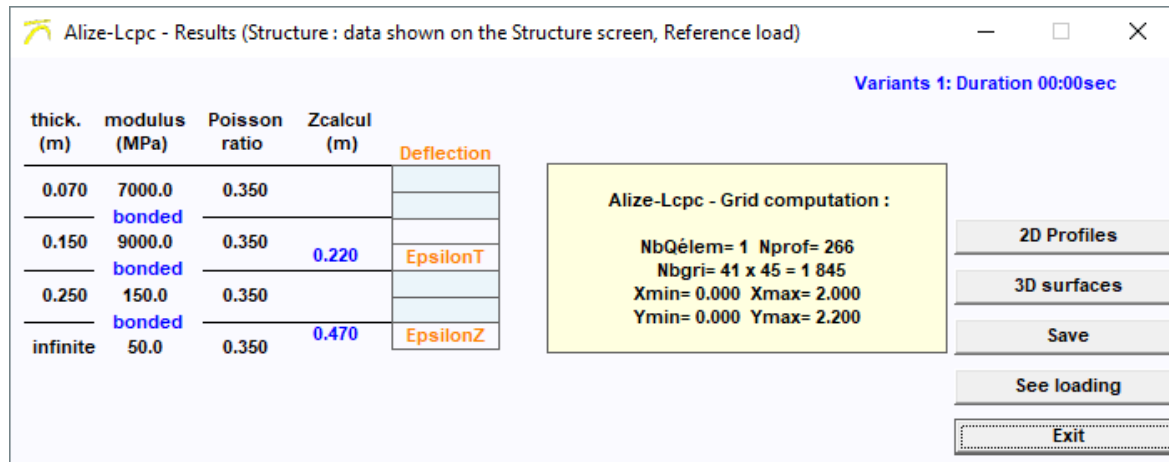 Alize-Lcpc - Results (Structure : data shown on the Structure screen, Reference load)
Variants 1: Duration 00:00sec
thick. modulus Poisson Zcalcul
(m) (MPa) ratio (m)
Deflection
0.070 7000.0 0.350
bonded
0.150 9000.0 0.350
0.220 EpsilonT
bonded
0.250 150.0 0.350
bonded
0.470 EpsilonZ
infinite 50.0 0.350
Alize-Lcpc - Grid computation :
NbQélem= 1 Nprof= 266
Nbgri= 41 x 45 = 1 845
Xmin= 0.000 Xmax= 2.000
Ymin= 0.000 Ymax= 2.200
2D Profiles
3D surfaces
Save
See loading
Exit